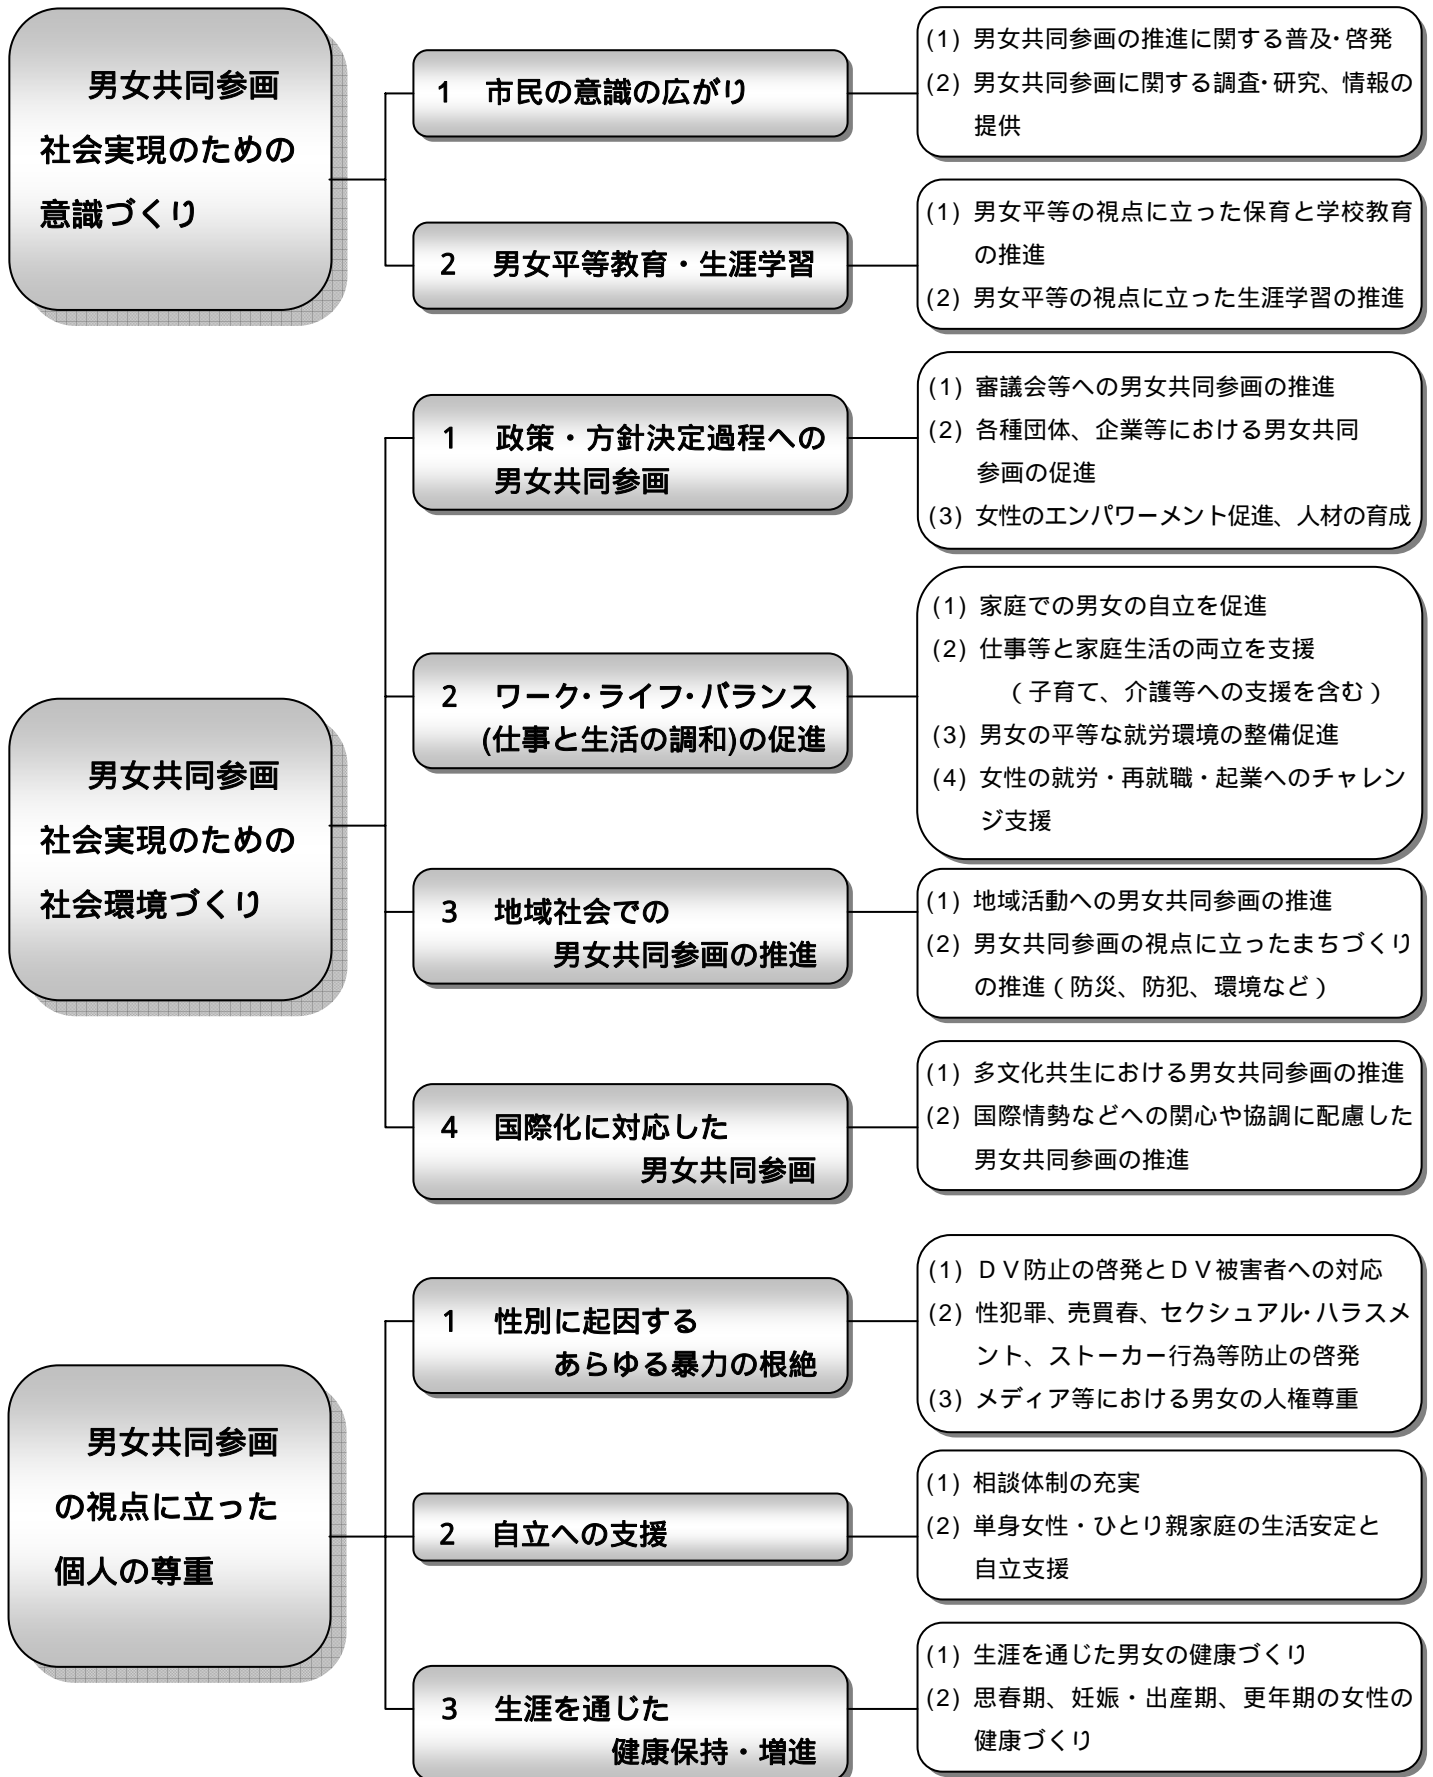 男女共同参画
社会実現のための
意識づくり
1 市民の意識の広がり
(1) 男女共同参画の推進に関する普及・啓発
(2) 男女共同参画に関する調査・研究、情報の
提供
2 男女平等教育・生涯学習
(1) 男女平等の視点に立った保育と学校教育
の推進
(2) 男女平等の視点に立った生涯学習の推進
男女共同参画
社会実現のための
社会環境づくり
1 政策・方針決定過程への
男女共同参画
(1) 審議会等への男女共同参画の推進
(2) 各種団体、企業等における男女共同
参画の促進
(3) 女性のエンパワーメント促進、人材の育成
2 ワーク・ライフ・バランス
(仕事と生活の調和)の促進
(1) 家庭での男女の自立を促進
(2) 仕事等と家庭生活の両立を支援
（子育て、介護等への支援を含む）
(3) 男女の平等な就労環境の整備促進
(4) 女性の就労・再就職・起業へのチャレン
ジ支援
3 地域社会での
男女共同参画の推進
(1) 地域活動への男女共同参画の推進
(2) 男女共同参画の視点に立ったまちづくり
の推進（防災、防犯、環境など）
4 国際化に対応した
男女共同参画
(1) 多文化共生における男女共同参画の推進
(2) 国際情勢などへの関心や協調に配慮した
男女共同参画の推進
男女共同参画
の視点に立った
個人の尊重
1 性別に起因する
あらゆる暴力の根絶
(1) ＤＶ防止の啓発とＤＶ被害者への対応
(2) 性犯罪、売買春、セクシュアル・ハラスメ
ント、ストーカー行為等防止の啓発
(3) メディア等における男女の人権尊重
2 自立への支援
(1) 相談体制の充実
(2) 単身女性・ひとり親家庭の生活安定と
自立支援
3 生涯を通じた
健康保持・増進
(1) 生涯を通じた男女の健康づくり
(2) 思春期、妊娠・出産期、更年期の女性の
健康づくり